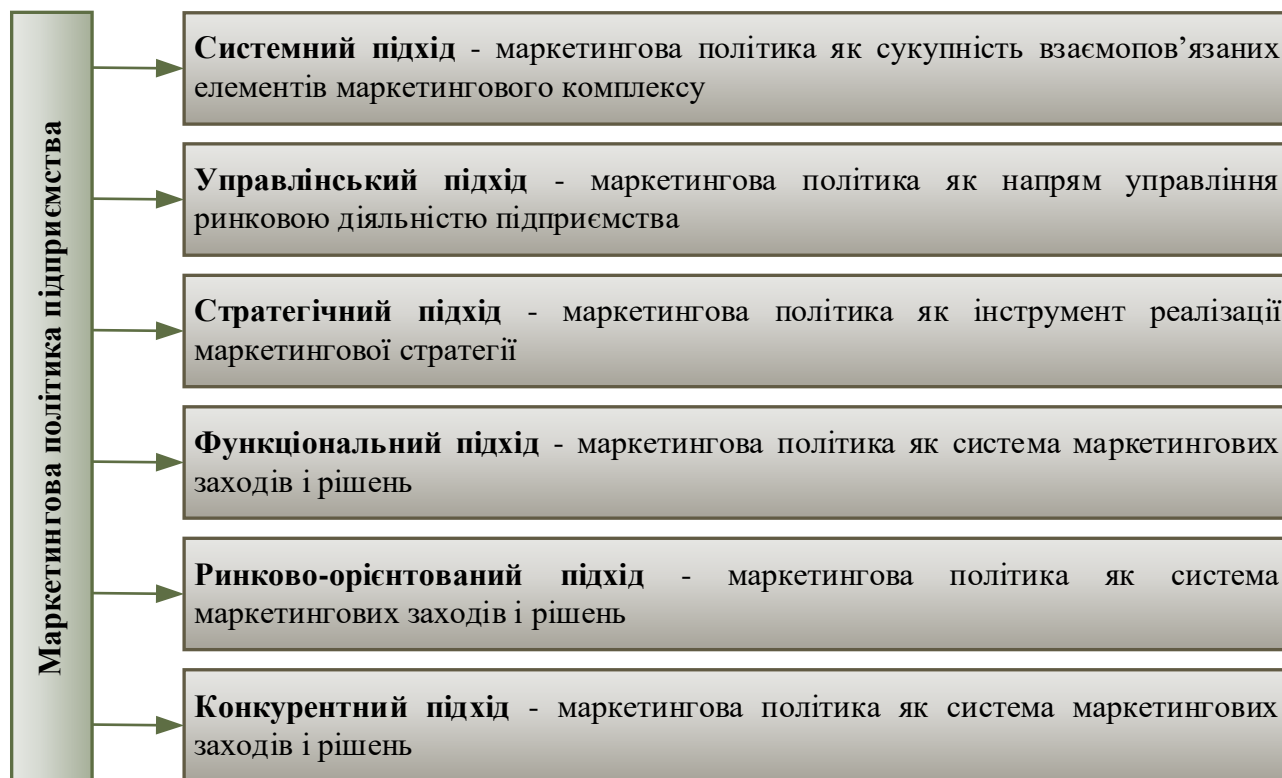 Маркетингова політика підприємства
Системний підхід - маркетингова політика як сукупність взаємопов’язаних
елементів маркетингового комплексу
Управлінський підхід - маркетингова політика як напрям управління
ринковою діяльністю підприємства
Стратегічний підхід - маркетингова політика як інструмент реалізації
маркетингової стратегії
Функціональний підхід - маркетингова політика як система маркетингових
заходів і рішень
Ринково-орієнтований підхід - маркетингова політика як система
маркетингових заходів і рішень
Конкурентний підхід - маркетингова політика як система маркетингових
заходів і рішень